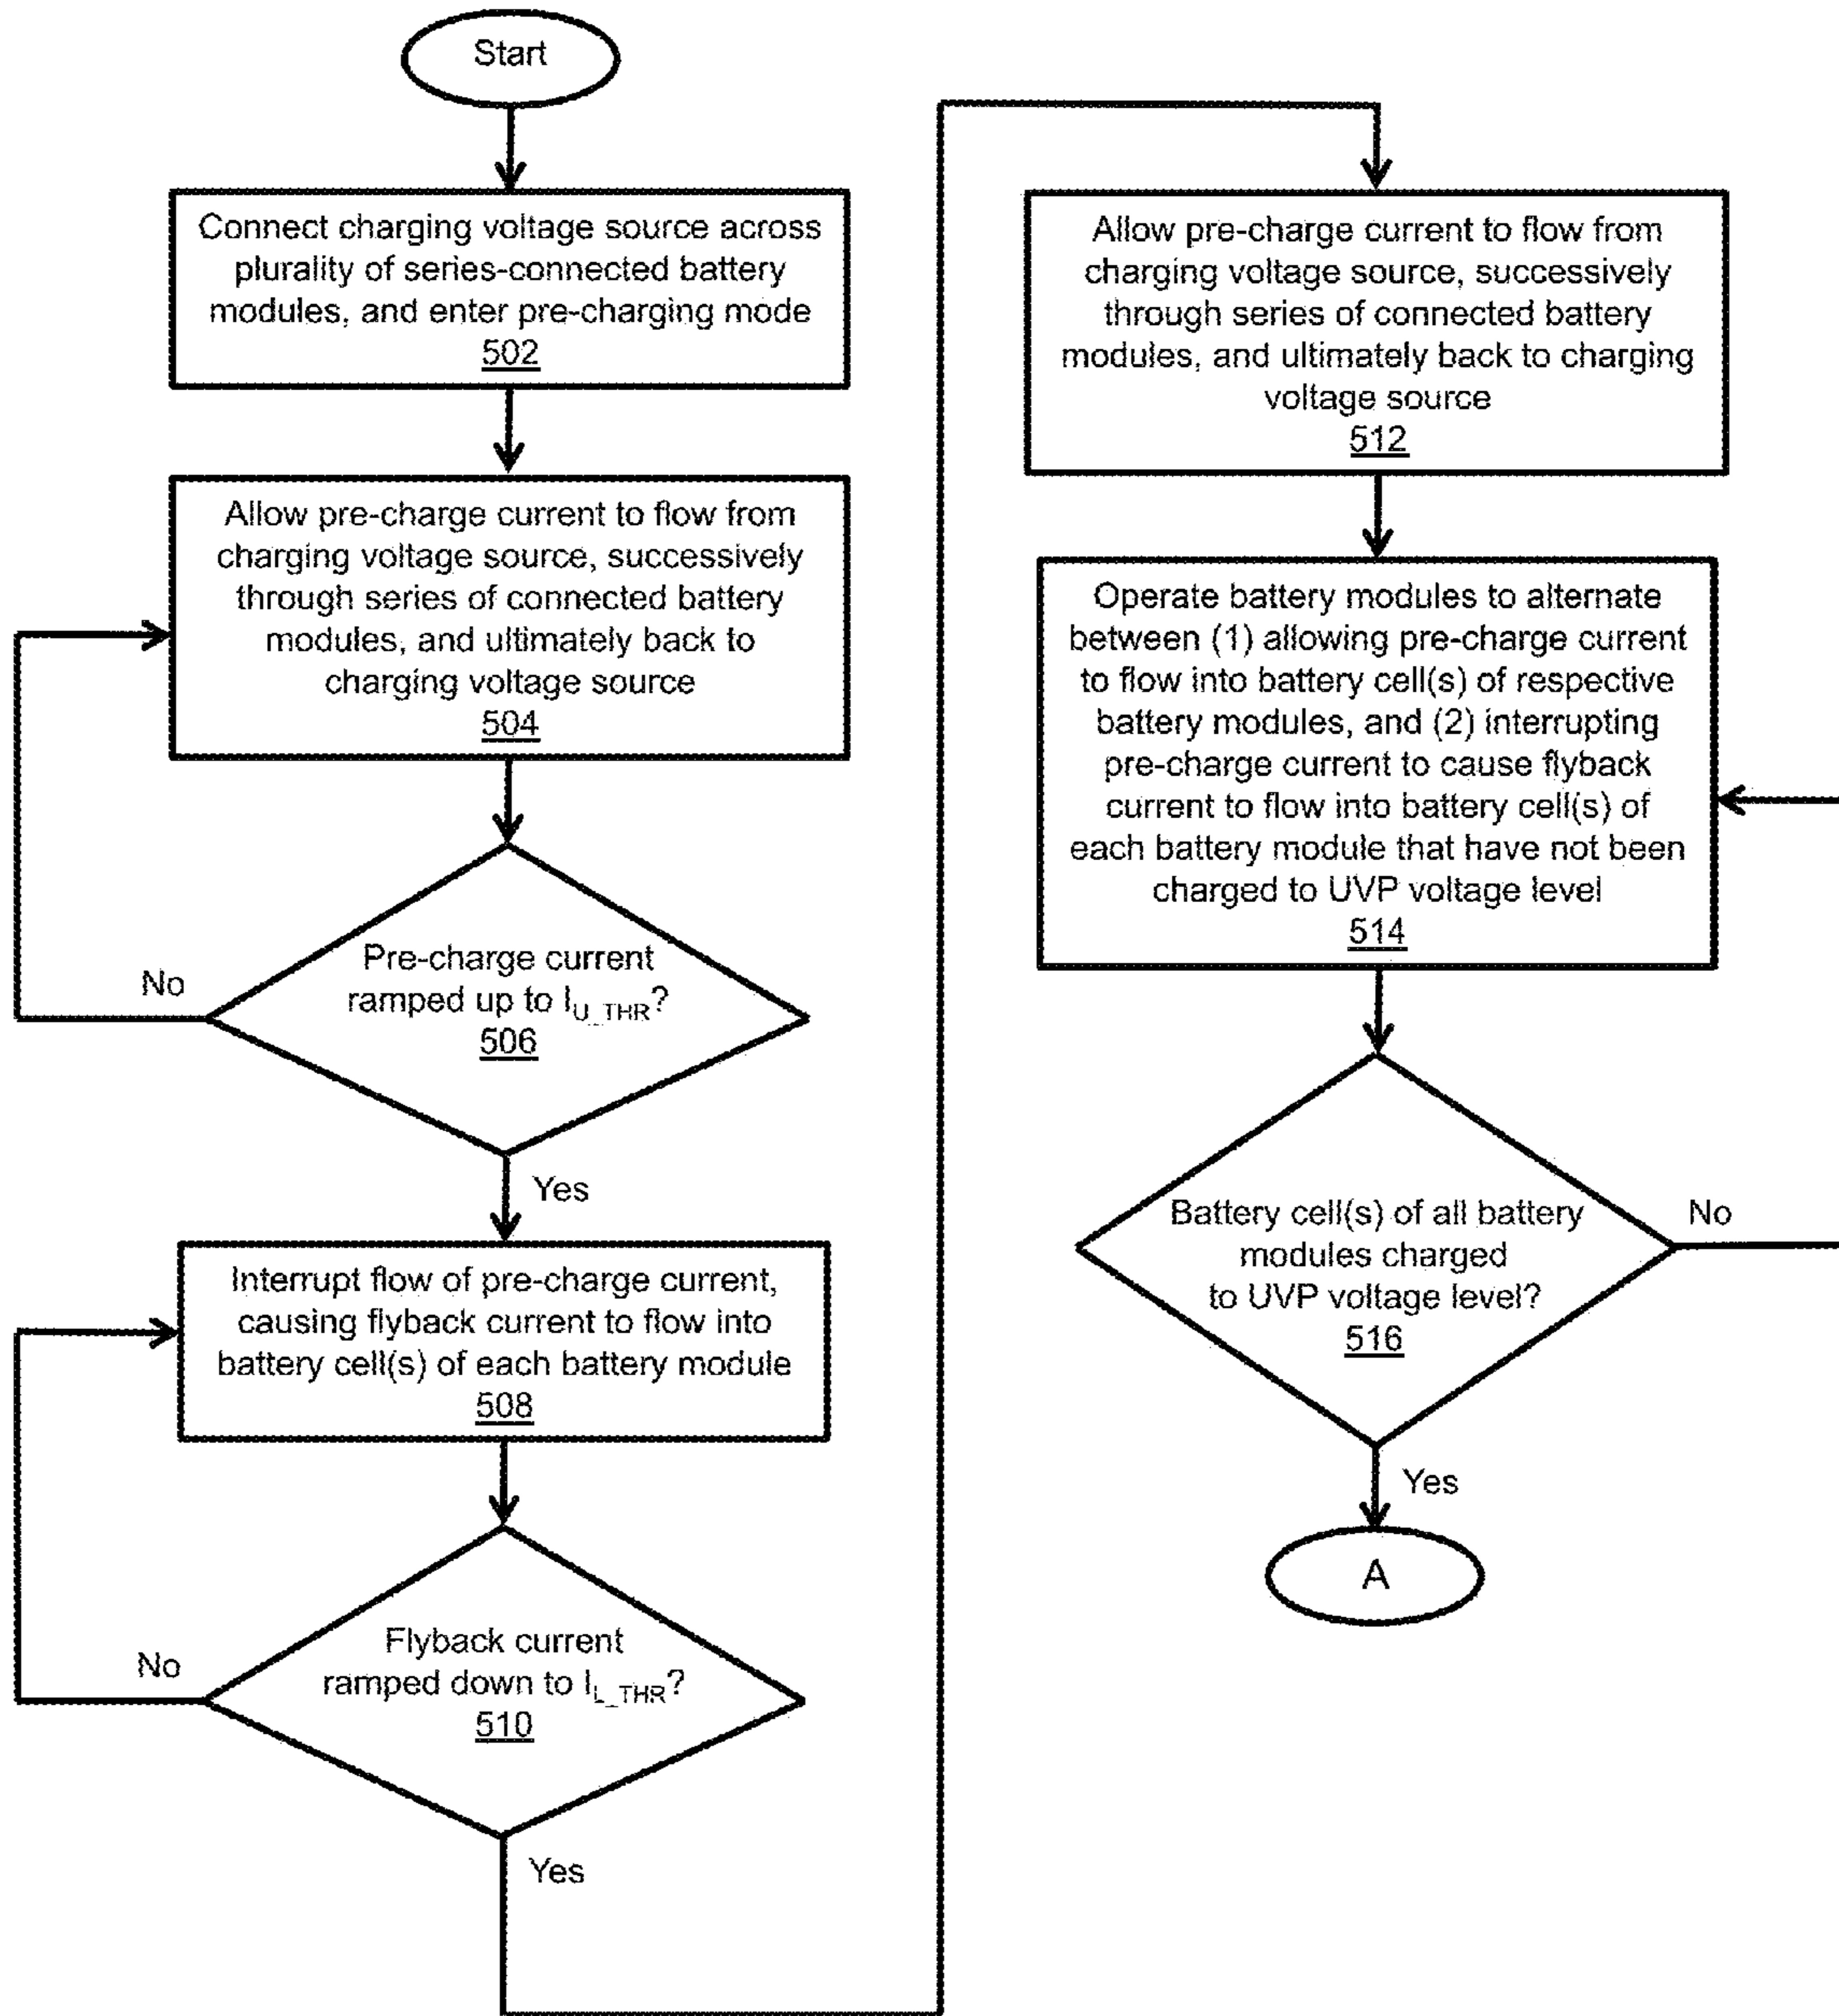 Start
Connect charging voltage source across
plurality of series-connected battery
modules, and enter pre-charging mode
502
Allow pre-charge current to flow from
charging voltage source, successively
through series of connected battery
modules, and ultimately back to
charging voltage source
504
Pre-charge current
ramped up to I_U_THR?
506
No
Yes
Interrupt flow of pre-charge current,
causing flyback current to flow into
battery cell(s) of each battery module
508
Flyback current
ramped down to I_L_THR?
510
No
Yes
Allow pre-charge current to flow from
charging voltage source, successively
through series of connected battery
modules, and ultimately back to charging
voltage source
512
Operate battery modules to alternate
between (1) allowing pre-charge current
to flow into battery cell(s) of respective
battery modules, and (2) interrupting
pre-charge current to cause flyback
current to flow into battery cell(s) of
each battery module that have not been
charged to UVP voltage level
514
Battery cell(s) of all battery
modules charged
to UVP voltage level?
516
No
Yes
A